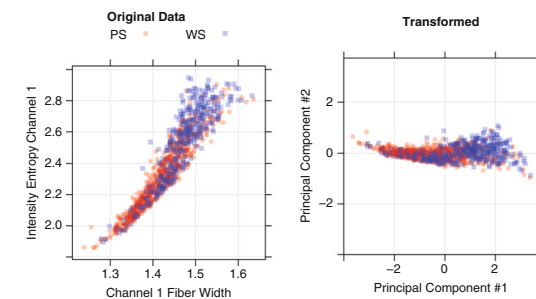 Original Data
PS WS
Intensity Entropy Channel 1
2.8
2.6
2.4
2.2
2.0
1.3 1.4 1.5 1.6
Channel 1 Fiber Width
Transformed
Principal Component #2
2
0
−2
−2 0 2
Principal Component #1